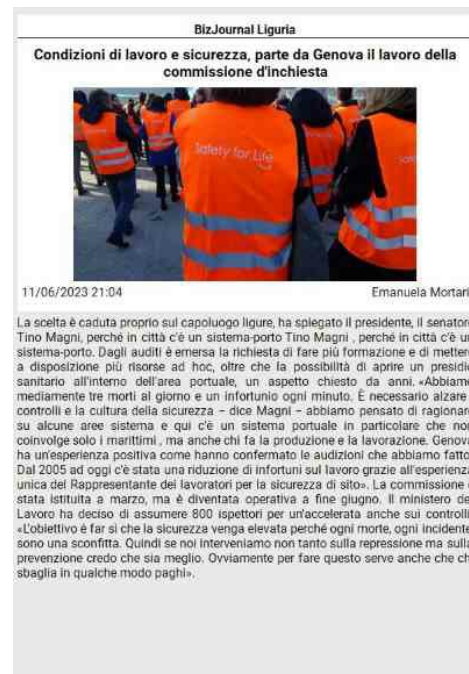 BizJournal Liguria
Condizioni di lavoro e sicurezza, parte da Genova il lavoro della
commissione d'inchiesta
Safety for Life
11/06/2023 21:04
Emanuela Mortari
La scelta è caduta proprio sul capoluogo ligure, ha spiegato il presidente, il senatore
Tino Magni, perché in città c'è un sistema-porto Tino Magni , perché in città c'è un
sistema-porto. Dagli auditi è emersa la richiesta di fare più formazione e di mettere
a disposizione più risorse ad hoc, oltre che la possibilità di aprire un presidio
sanitario all'interno dell'area portuale, un aspetto chiesto da anni. «Abbiamo
mediamente tre morti al giorno e un infortunio ogni minuto. È necessario alzare
controlli e la cultura della sicurezza – dice Magni – abbiamo pensato di ragionare
su alcune aree sistema e qui c'è un sistema portuale in particolare che non
coinvolge solo i marittimi , ma anche chi fa la produzione e la lavorazione. Genova
ha un'esperienza positiva come hanno confermato le audizioni che abbiamo fatto.
Dal 2005 ad oggi c'è stata una riduzione di infortuni sul lavoro grazie all'esperienza
unica del Rappresentante dei lavoratori per la sicurezza di sito». La commissione
stata istituita a marzo, ma è diventata operativa a fine giugno. Il ministero del
Lavoro ha deciso di assumere 800 ispettori per un'accelerata anche sui controlli.
«L'obiettivo è far sì che la sicurezza venga elevata perché ogni morte, ogni incidente
sono una sconfitta. Quindi se noi interveniamo non tanto sulla repressione ma sulla
prevenzione credo che sia meglio. Ovviamente per fare questo serve anche che chi
sbaglia in qualche modo paghi».